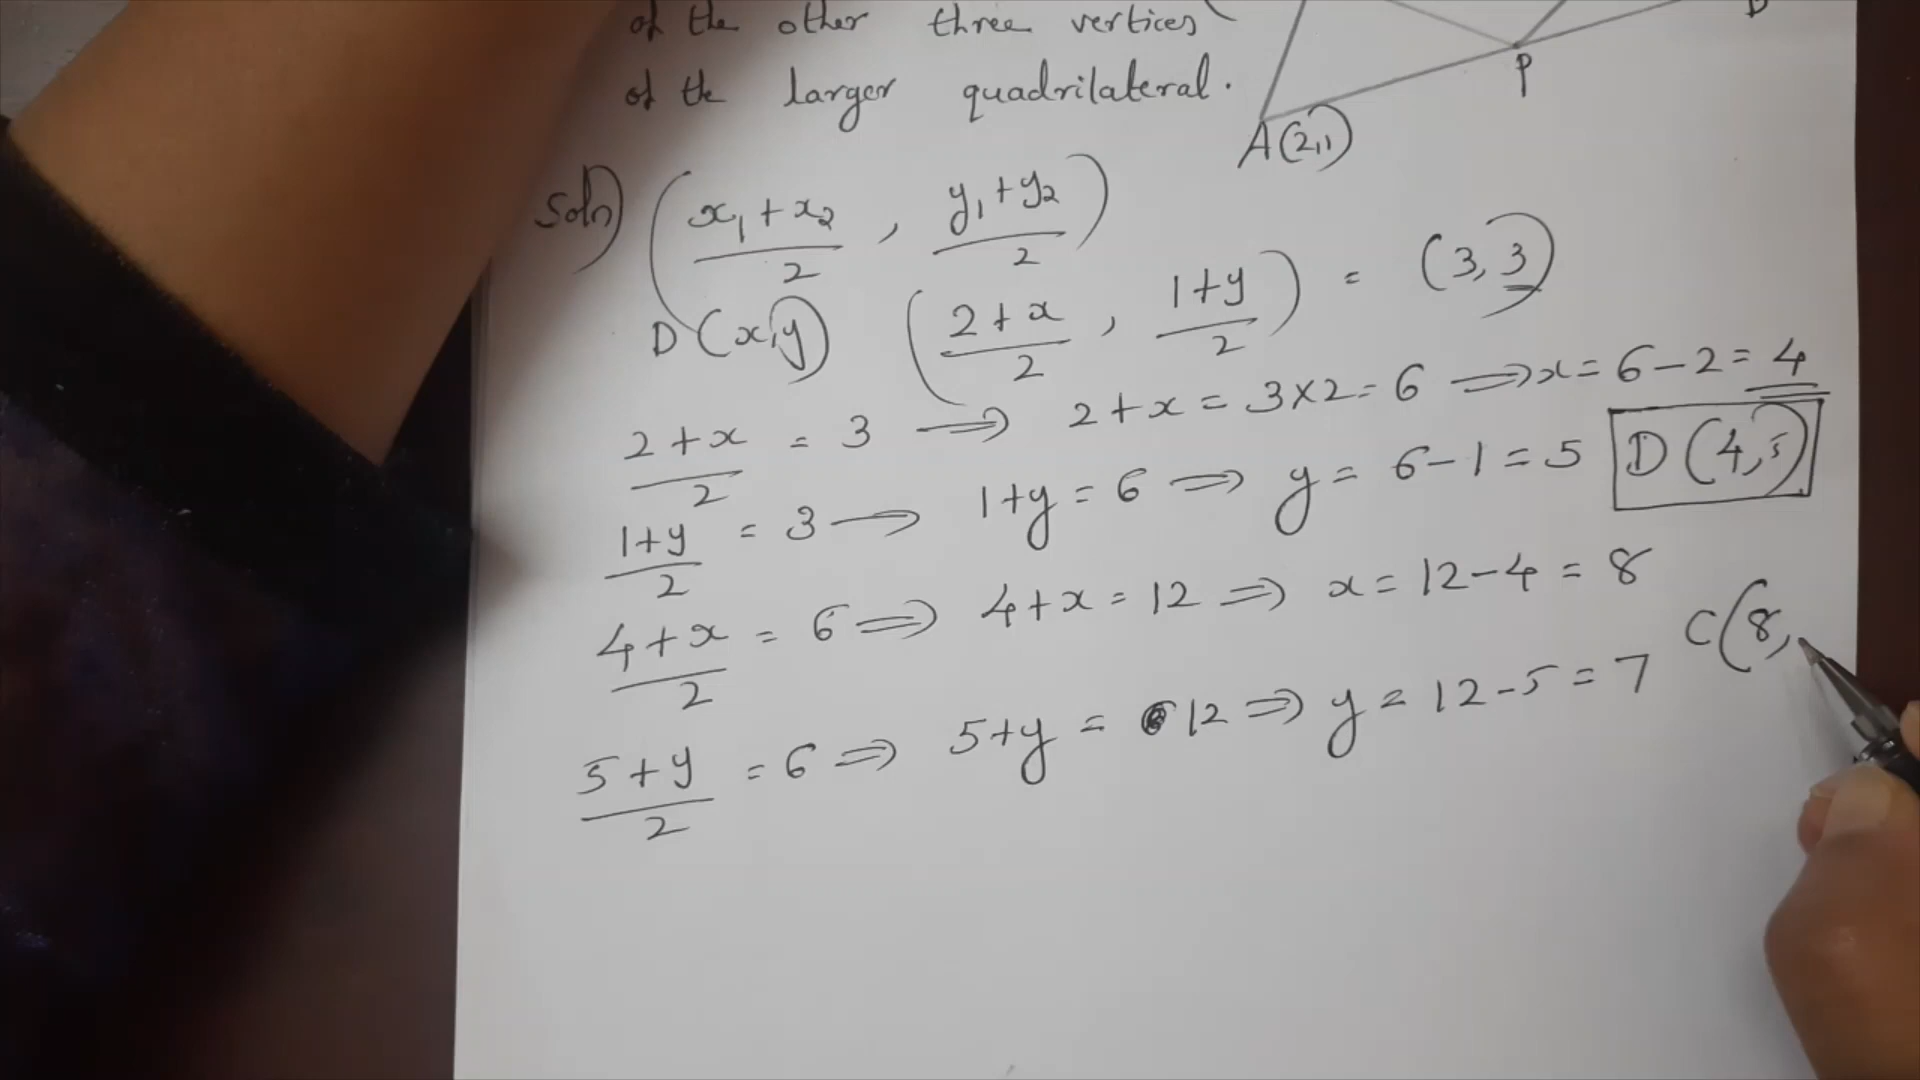 of the other three vertices
of the larger quadrilateral.
P
A(2,1)
Soln) (x₁+x₂/2, y₁+y₂/2)
D(x,y) (2+x/2, 1+y/2) = (3,3)
2+x/2 = 3 ⟹ 2+x = 3×2=6 ⟹ x=6-2=4
1+y/2 = 3 ⟶ 1+y=6 ⟹ y=6-1=5 D(4,5)
4+x/2 = 6 ⟹ 4+x=12 ⟹ x=12-4=8
C(8,
5+y/2 = 6 ⟹ 5+y = 12 ⟹ y=12-5=7